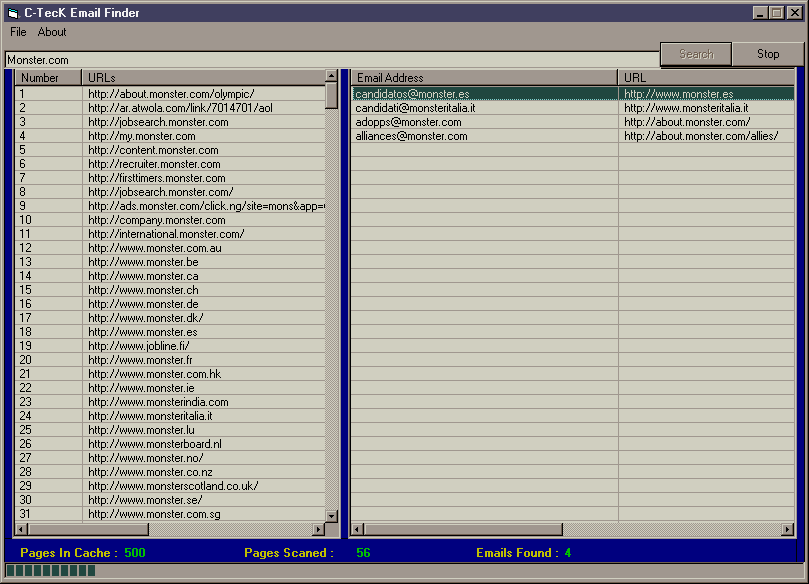 C-TecK Email Finder
File About
Monster.com
Search Stop
Number URLs
1 http://about.monster.com/olympic/
2 http://ar.atwola.com/link/7014701/aol
3 http://jobsearch.monster.com
4 http://my.monster.com
5 http://content.monster.com
6 http://recruiter.monster.com
7 http://firsttimers.monster.com
8 http://jobsearch.monster.com/
9 http://ads.monster.com/click.ng/site=mons&app=
10 http://company.monster.com
11 http://international.monster.com/
12 http://www.monster.com.au
13 http://www.monster.be
14 http://www.monster.ca
15 http://www.monster.ch
16 http://www.monster.de
17 http://www.monster.dk/
18 http://www.monster.es
19 http://www.jobline.fi/
20 http://www.monster.fr
21 http://www.monster.com.hk
22 http://www.monster.ie
23 http://www.monsterindia.com
24 http://www.monsteritalia.it
25 http://www.monster.lu
26 http://www.monsterboard.nl
27 http://www.monster.no/
28 http://www.monster.co.nz
29 http://www.monsterscotland.co.uk/
30 http://www.monster.se/
31 http://www.monster.com.sg
Email Address URL
candidatos@monster.es http://www.monster.es
candidati@monsteritalia.it http://www.monsteritalia.it
adopps@monster.com http://about.monster.com/
alliances@monster.com http://about.monster.com/allies/
Pages In Cache : 500 Pages Scaned : 56 Emails Found : 4